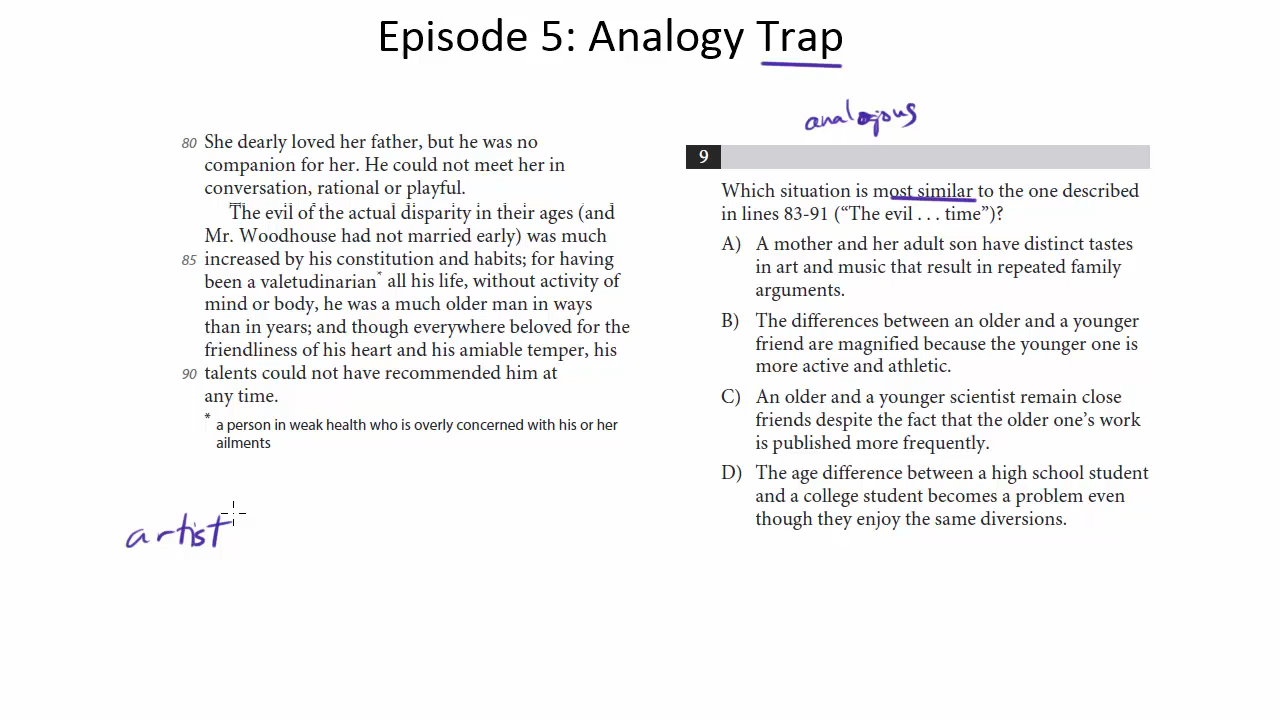 Episode 5: Analogy Trap
80 She dearly loved her father, but he was no
companion for her. He could not meet her in
conversation, rational or playful.
The evil of the actual disparity in their ages (and
Mr. Woodhouse had not married early) was much
85 increased by his constitution and habits; for having
been a valetudinarian* all his life, without activity of
mind or body, he was a much older man in ways
than in years; and though everywhere beloved for the
friendliness of his heart and his amiable temper, his
90 talents could not have recommended him at
any time.
* a person in weak health who is overly concerned with his or her
ailments
artist
analogous
9
Which situation is most similar to the one described
in lines 83-91 (“The evil . . . time”)?
A) A mother and her adult son have distinct tastes
in art and music that result in repeated family
arguments.
B) The differences between an older and a younger
friend are magnified because the younger one is
more active and athletic.
C) An older and a younger scientist remain close
friends despite the fact that the older one’s work
is published more frequently.
D) The age difference between a high school student
and a college student becomes a problem even
though they enjoy the same diversions.